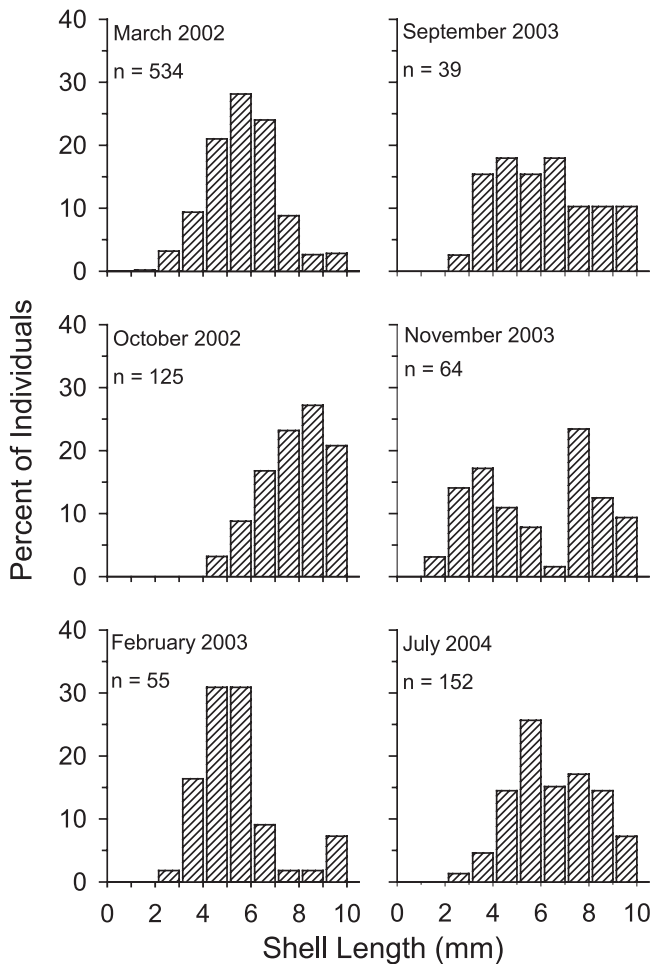 Percent of Individuals
March 2002
n = 534
40
30
20
10
0
September 2003
n = 39
October 2002
n = 125
40
30
20
10
0
November 2003
n = 64
February 2003
n = 55
40
30
20
10
0
0 2 4 6 8 10
July 2004
n = 152
0 2 4 6 8 10
Shell Length (mm)